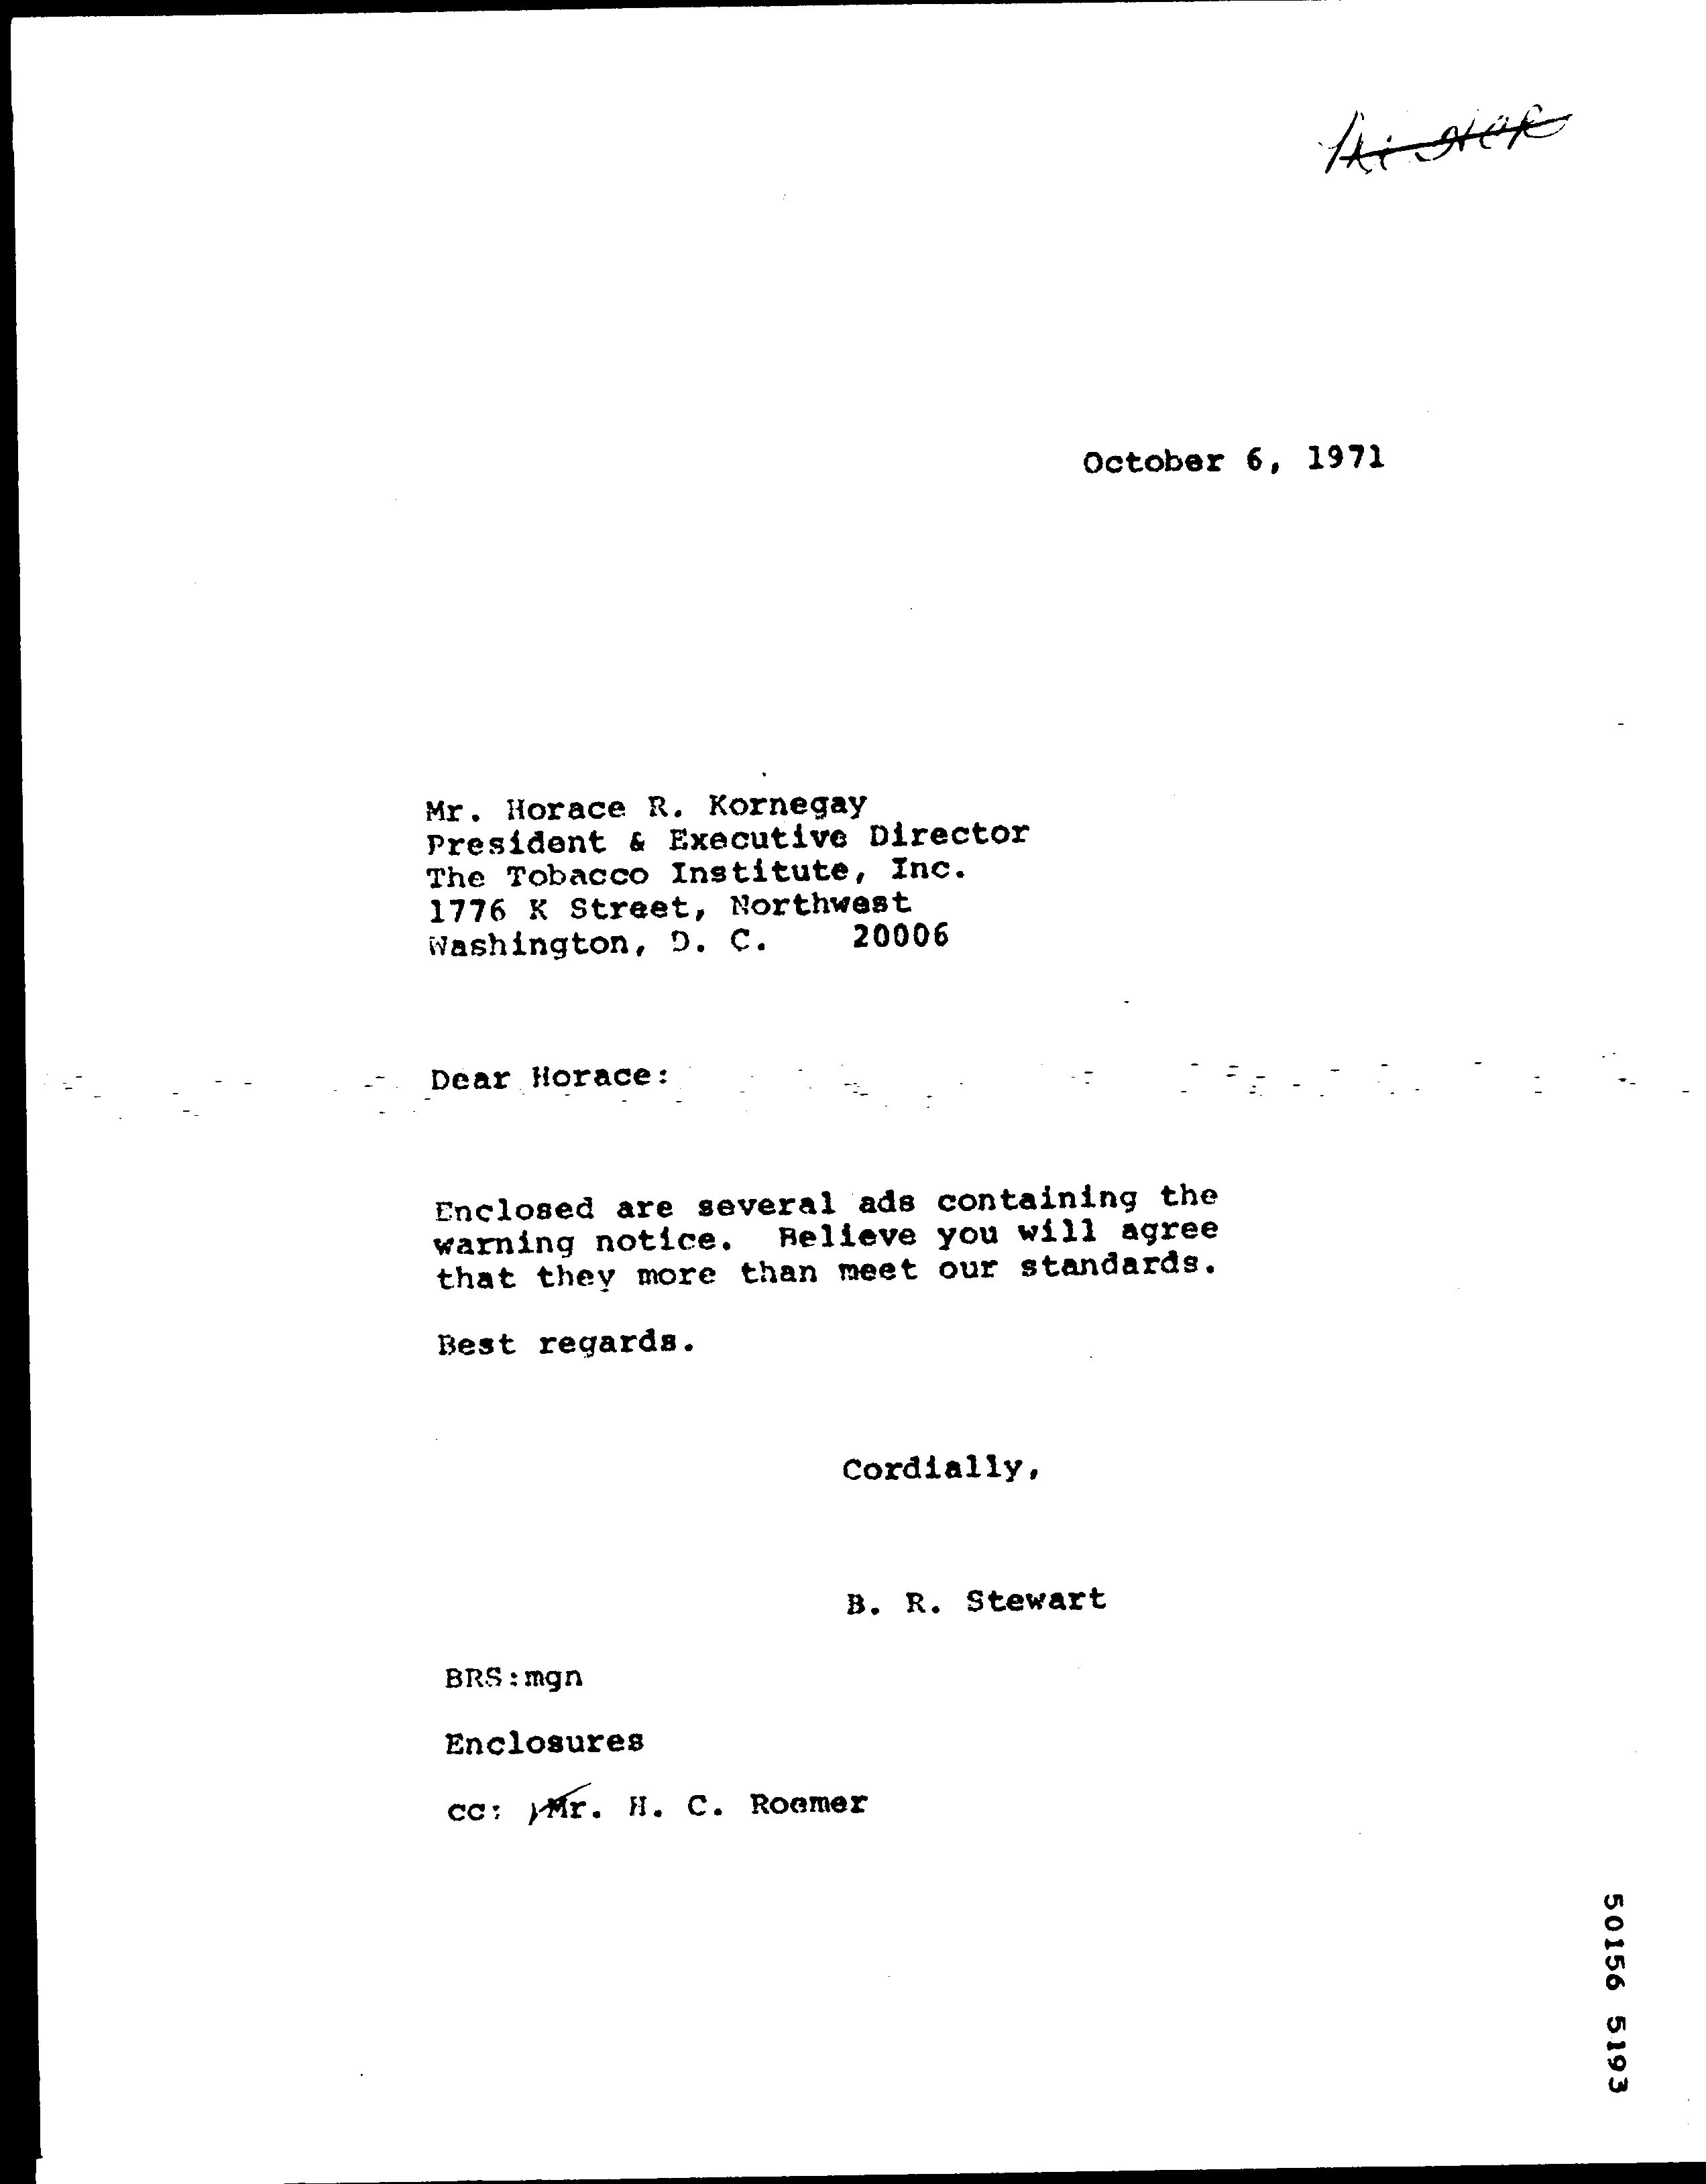 October 6, 1971
Mr. Horace R. Kornegay
President & Executive Director
The Tobacco Institute, Inc.
1776 K Street, Northwest
Washington, D. C. 20006
Dear Horace:
Enclosed are several ads containing the
warning notice. Believe you will agree
that they more than meet our standards.
Best regards.
Cordially,
B. R. Stewart
BRS:mgn
Enclosures
cc: Mr. H. C. Roemer
50156 5193